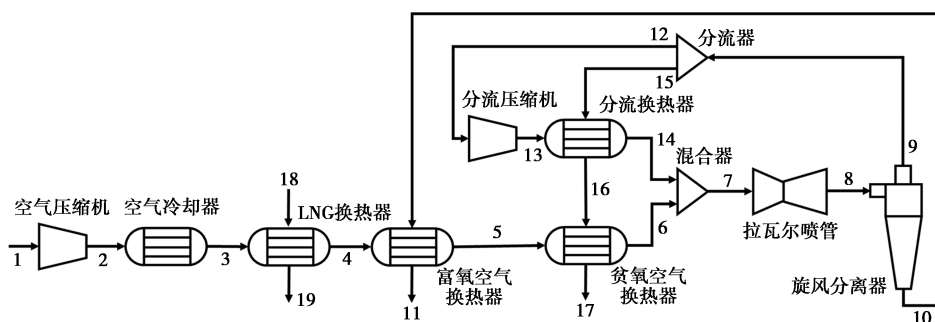 12
分流器
15
分流压缩机
分流换热器
13
14
混合器
9
18
16
7
8
空气压缩机
空气冷却器
LNG换热器
5
6
拉瓦尔喷管
1
2
3
4
富氧空气
换热器
贫氧空气
换热器
旋风分离器
19
11
17
10